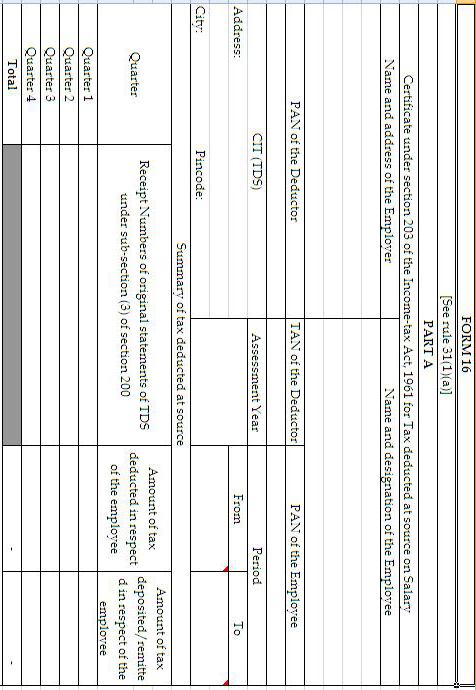 FORM 16
[See rule 31(1)(a)]
PART A
Certificate under section 203 of the Income-tax Act, 1961 for Tax deducted at source on Salary
Name and address of the Employer
Name and designation of the Employee
PAN of the Deductor
TAN of the Deductor
PAN of the Employee
CIT (TDS)
Assessment Year
Period
Address:
From
To
City:
Pincode:
Summary of tax deducted at source
Quarter
Receipt Numbers of original statements of TDS
under sub-section (3) of section 200
Amount of tax
deducted in respect
of the employee
Amount of tax
deposited/remitte
d in respect of the
employee
Quarter 1
Quarter 2
Quarter 3
Quarter 4
Total
-
-